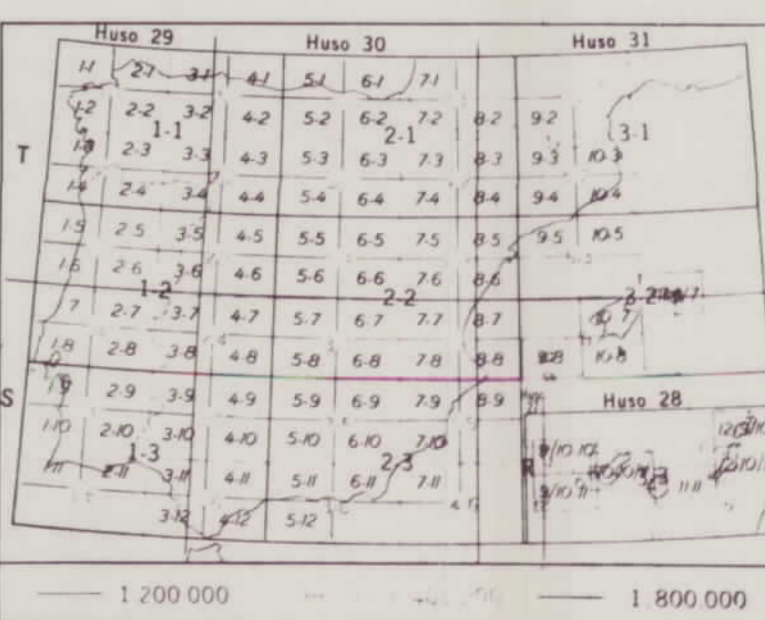 Huso 29 Huso 30 Huso 31
1-1 2-1 3-1 4-1 5-1 6-1 7-1
1-2 2-2 3-2 4-2 5-2 6-2 7-2 8-2 9-2
1-1 2-1 3-1
T
2-3 3-3 4-3 5-3 6-3 7-3 8-3 9-3 10-3
1-4 2-4 3-4 4-4 5-4 6-4 7-4 8-4 9-4 10-4
1-5 2-5 3-5 4-5 5-5 6-5 7-5 8-5 9-5 10-5
1-6 2-6 3-6 4-6 5-6 6-6 7-6 8-6
1-2 2-2 3-2
7 2-7 3-7 4-7 5-7 6-7 7-7 8-7
1-8 2-8 3-8 4-8 5-8 6-8 7-8 8-8 10-8
S
1-9 2-9 3-9 4-9 5-9 6-9 7-9 8-9 Huso 28
1-10 2-10 3-10 4-10 5-10 6-10 7-10
1-3 2-3
R
1-11 2-11 3-11 4-11 5-11 6-11 7-11 11-11
3-12 4-12 5-12
1 200 000 1.800.000